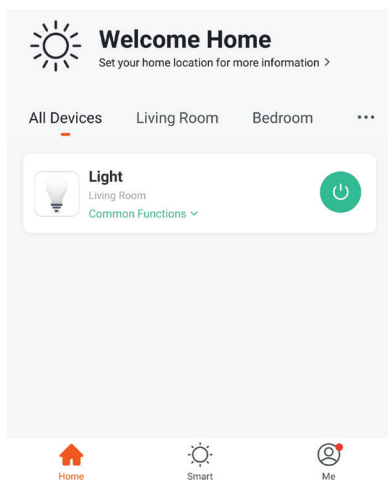 Welcome Home
Set your home location for more information >
All Devices Living Room Bedroom ...
Light
Living Room
Common Functions
Home Smart Me